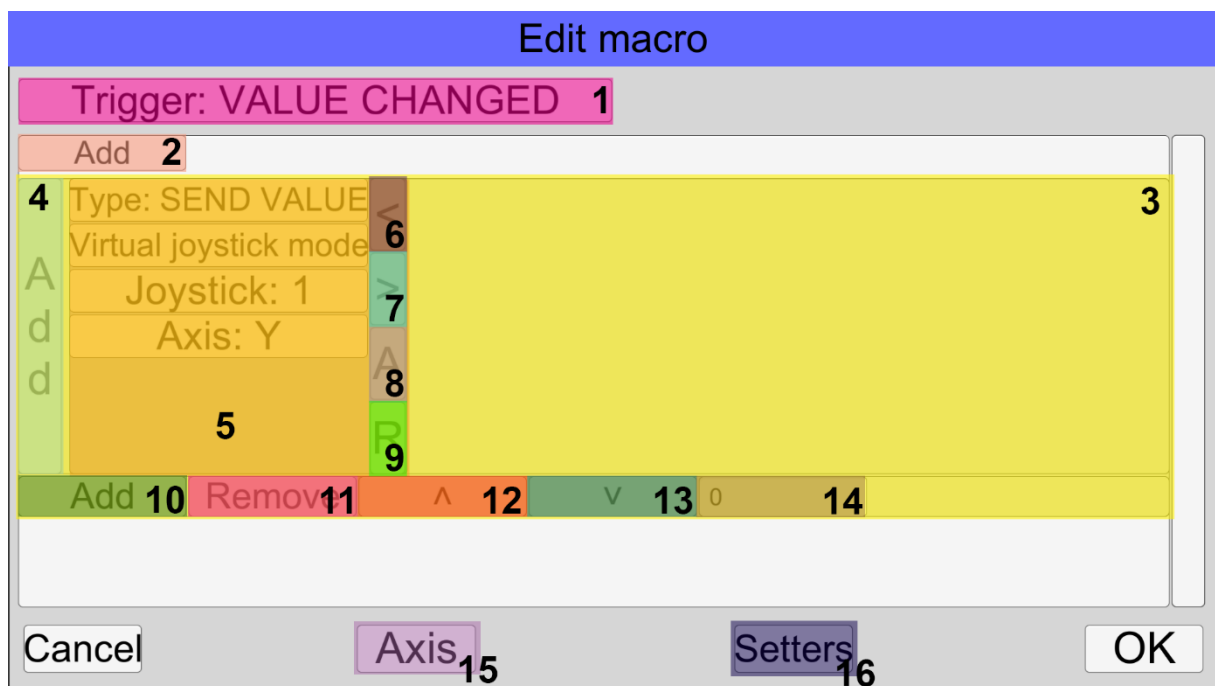 Edit macro
Trigger: VALUE CHANGED 1
Add 2
4 Type: SEND VALUE < 6 3
Virtual joystick mode
Add
Joystick: 1 > 7
Axis: Y A 8
5 R 9
Add 10 Remove 11 ^ 12 v 13 0 14
Cancel Axis 15 Setters 16 OK